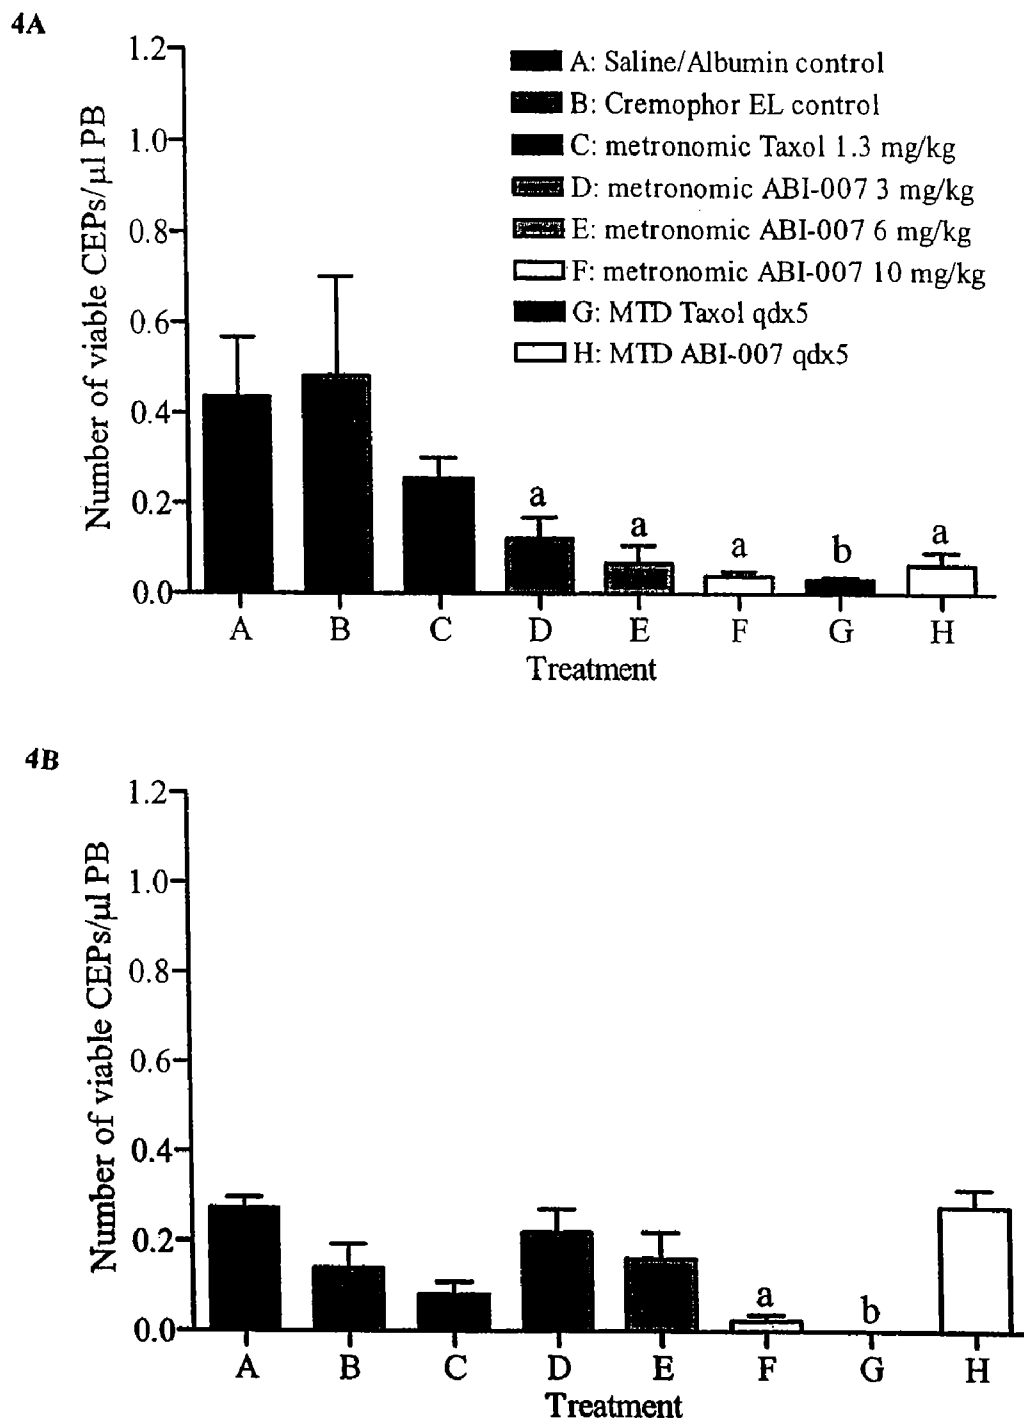 4A
Number of viable CEPs/µl PB
1.2
1.0
0.8
0.6
0.4
0.2
0.0
A: Saline/Albumin control
B: Cremophor EL control
C: metronomic Taxol 1.3 mg/kg
D: metronomic ABI-007 3 mg/kg
E: metronomic ABI-007 6 mg/kg
F: metronomic ABI-007 10 mg/kg
G: MTD Taxol qdx5
H: MTD ABI-007 qdx5
a a a b a
A B C D E F G H
Treatment
4B
Number of viable CEPs/µl PB
1.2
1.0
0.8
0.6
0.4
0.2
0.0
a b
A B C D E F G H
Treatment